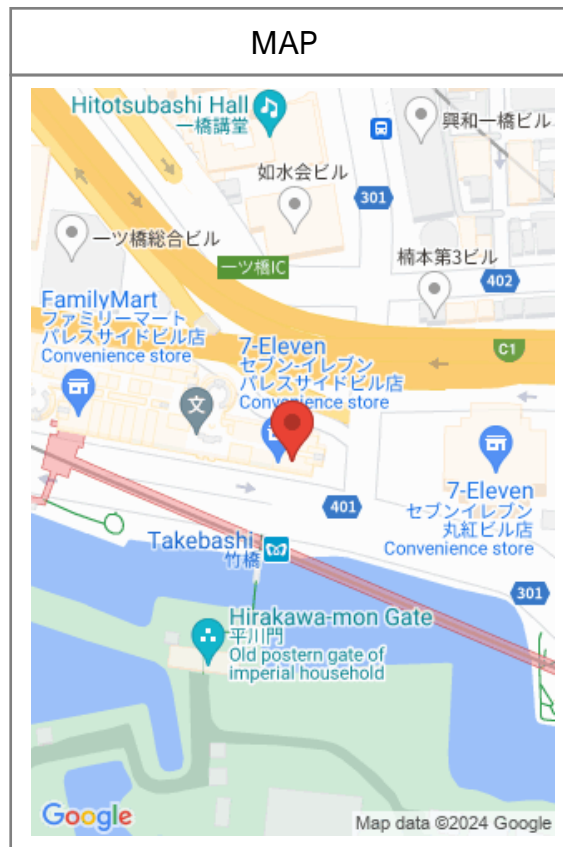 MAP
Hitotsubashi Hall
一橋講堂
興和一橋ビル
如水会ビル
301
一ツ橋総合ビル
一ツ橋IC
楠本第3ビル
402
FamilyMart
ファミリーマート
パレスサイドビル店
Convenience store
7-Eleven
セブン-イレブン
パレスサイドビル店
Convenience store
C1
文
401
7-Eleven
セブンイレブン
丸紅ビル店
Convenience store
Takebashi
竹橋
301
Hirakawa-mon Gate
平川門
Old postern gate of
imperial household
Google
Map data ©2024 Google